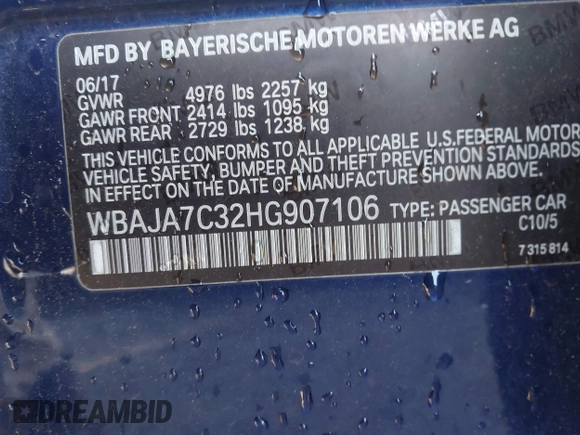 MFD BY BAYERISCHE MOTOREN WERKE AG
06/17
GVWR 4976 lbs 2257 kg
GAWR FRONT 2414 lbs 1095 kg
GAWR REAR 2729 lbs 1238 kg
THIS VEHICLE CONFORMS TO ALL APPLICABLE U.S.FEDERAL MOTOR
VEHICLE SAFETY, BUMPER AND THEFT PREVENTION STANDARDS
IN EFFECT ON THE DATE OF MANUFACTURE SHOWN ABOVE.
WBAJA7C32HG907106 TYPE: PASSENGER CAR
C10/5
7 315 814
DREAMBID